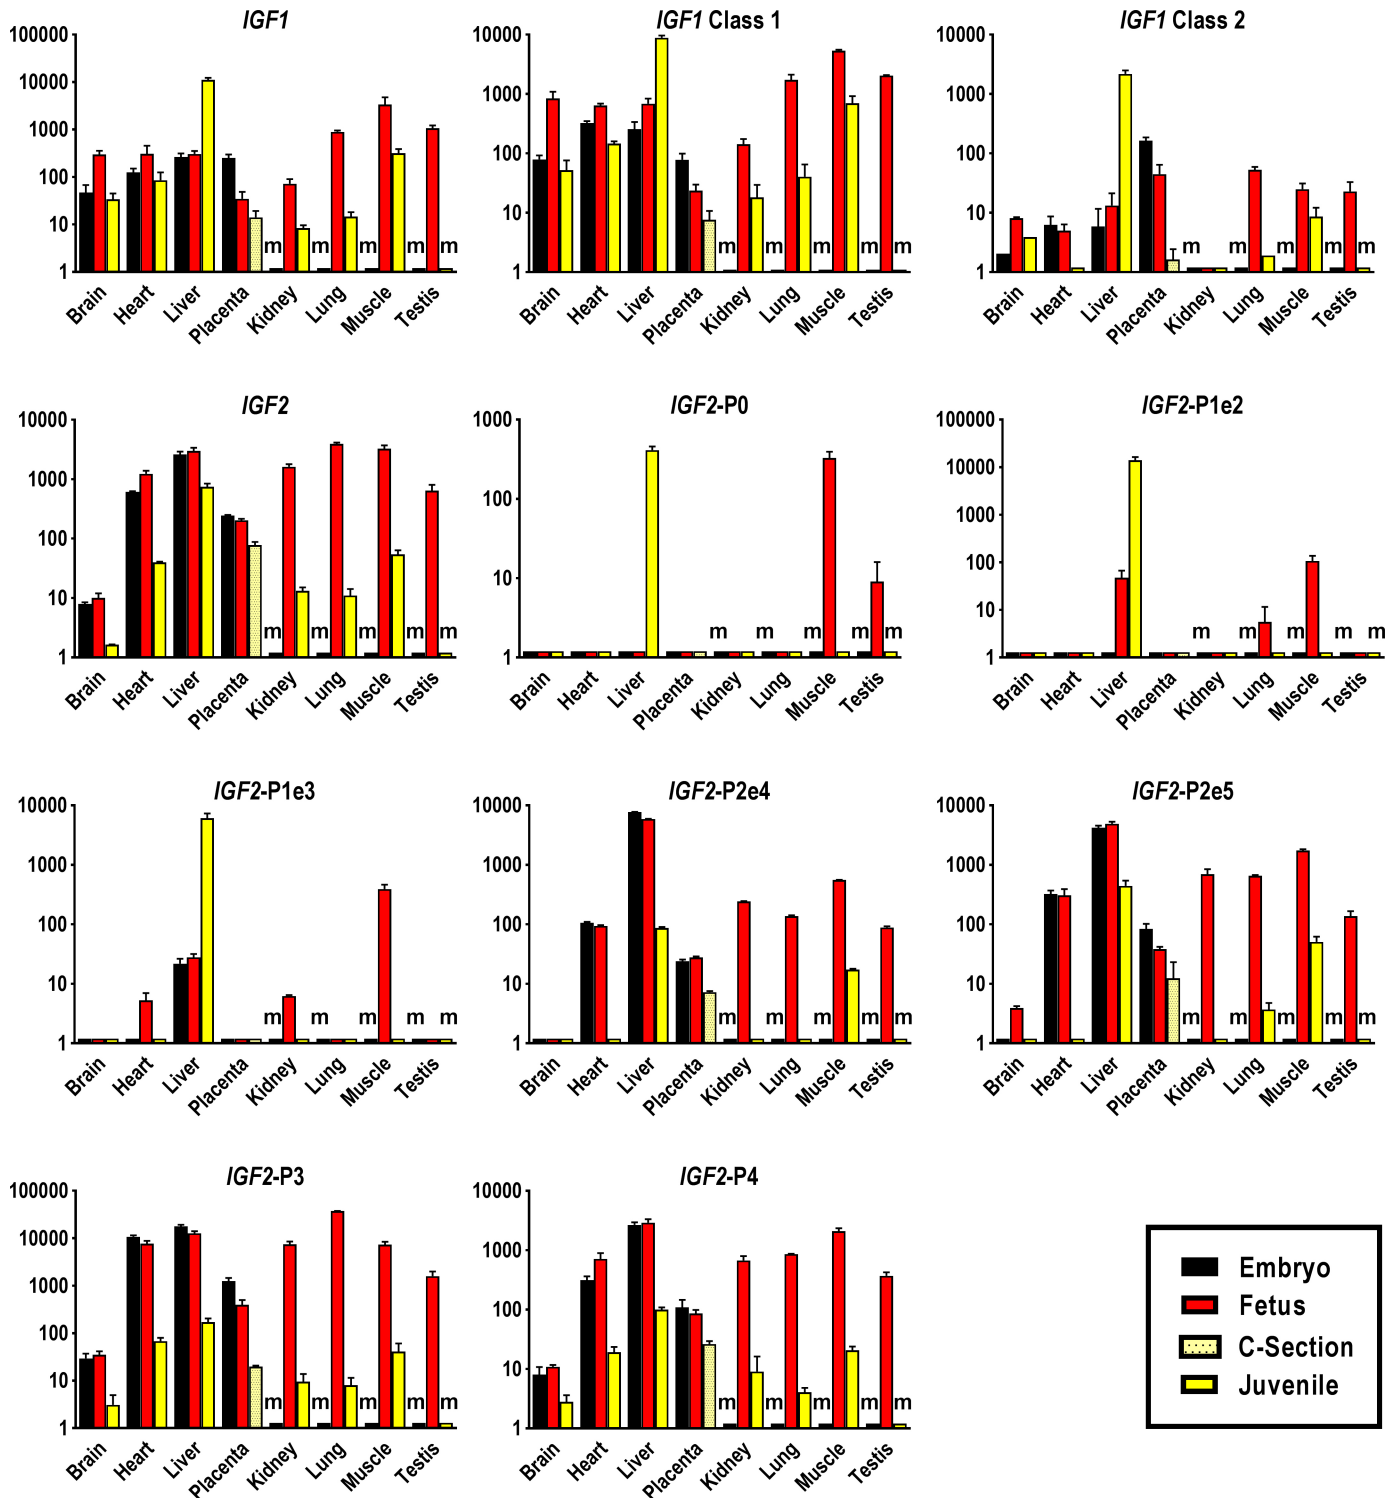 IGF1
100000
10000
1000
100
10
1
m m m m m
Brain Heart Liver Placenta Kidney Lung Muscle Testis
IGF1 Class 1
10000
1000
100
10
1
m m m m m
Brain Heart Liver Placenta Kidney Lung Muscle Testis
IGF1 Class 2
10000
1000
100
10
1
m m m m m
Brain Heart Liver Placenta Kidney Lung Muscle Testis
IGF2
10000
1000
100
10
1
m m m m m
Brain Heart Liver Placenta Kidney Lung Muscle Testis
IGF2-P0
1000
100
10
1
m m m m m
Brain Heart Liver Placenta Kidney Lung Muscle Testis
IGF2-P1e2
100000
10000
1000
100
10
1
m m m m m
Brain Heart Liver Placenta Kidney Lung Muscle Testis
IGF2-P1e3
10000
1000
100
10
1
m m m m m
Brain Heart Liver Placenta Kidney Lung Muscle Testis
IGF2-P2e4
10000
1000
100
10
1
m m m m m
Brain Heart Liver Placenta Kidney Lung Muscle Testis
IGF2-P2e5
10000
1000
100
10
1
m m m m m
Brain Heart Liver Placenta Kidney Lung Muscle Testis
IGF2-P3
100000
10000
1000
100
10
1
m m m m m
Brain Heart Liver Placenta Kidney Lung Muscle Testis
IGF2-P4
10000
1000
100
10
1
m m m m m
Brain Heart Liver Placenta Kidney Lung Muscle Testis
Embryo
Fetus
C-Section
Juvenile